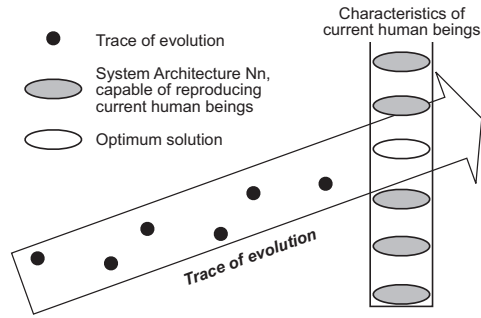 Characteristics of
current human beings
Trace of evolution
System Architecture Nn,
capable of reproducing
current human beings
Optimum solution
Trace of evolution